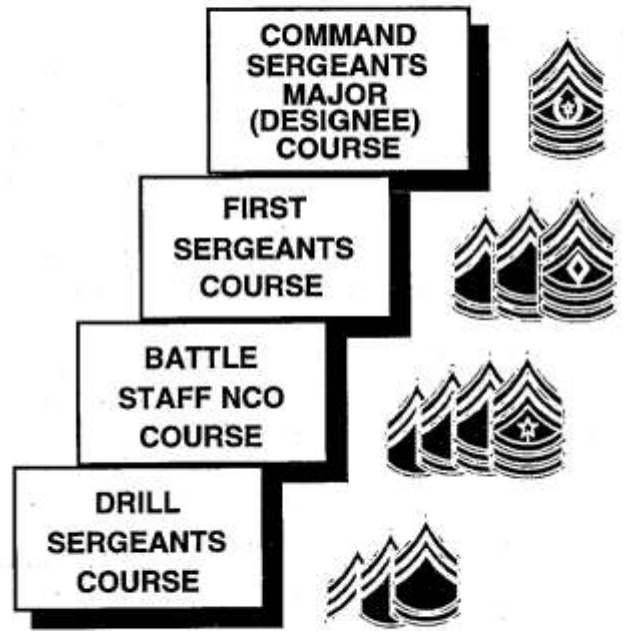 COMMAND
SERGEANTS
MAJOR
(DESIGNEE)
COURSE
FIRST
SERGEANTS
COURSE
BATTLE
STAFF NCO
COURSE
DRILL
SERGEANTS
COURSE